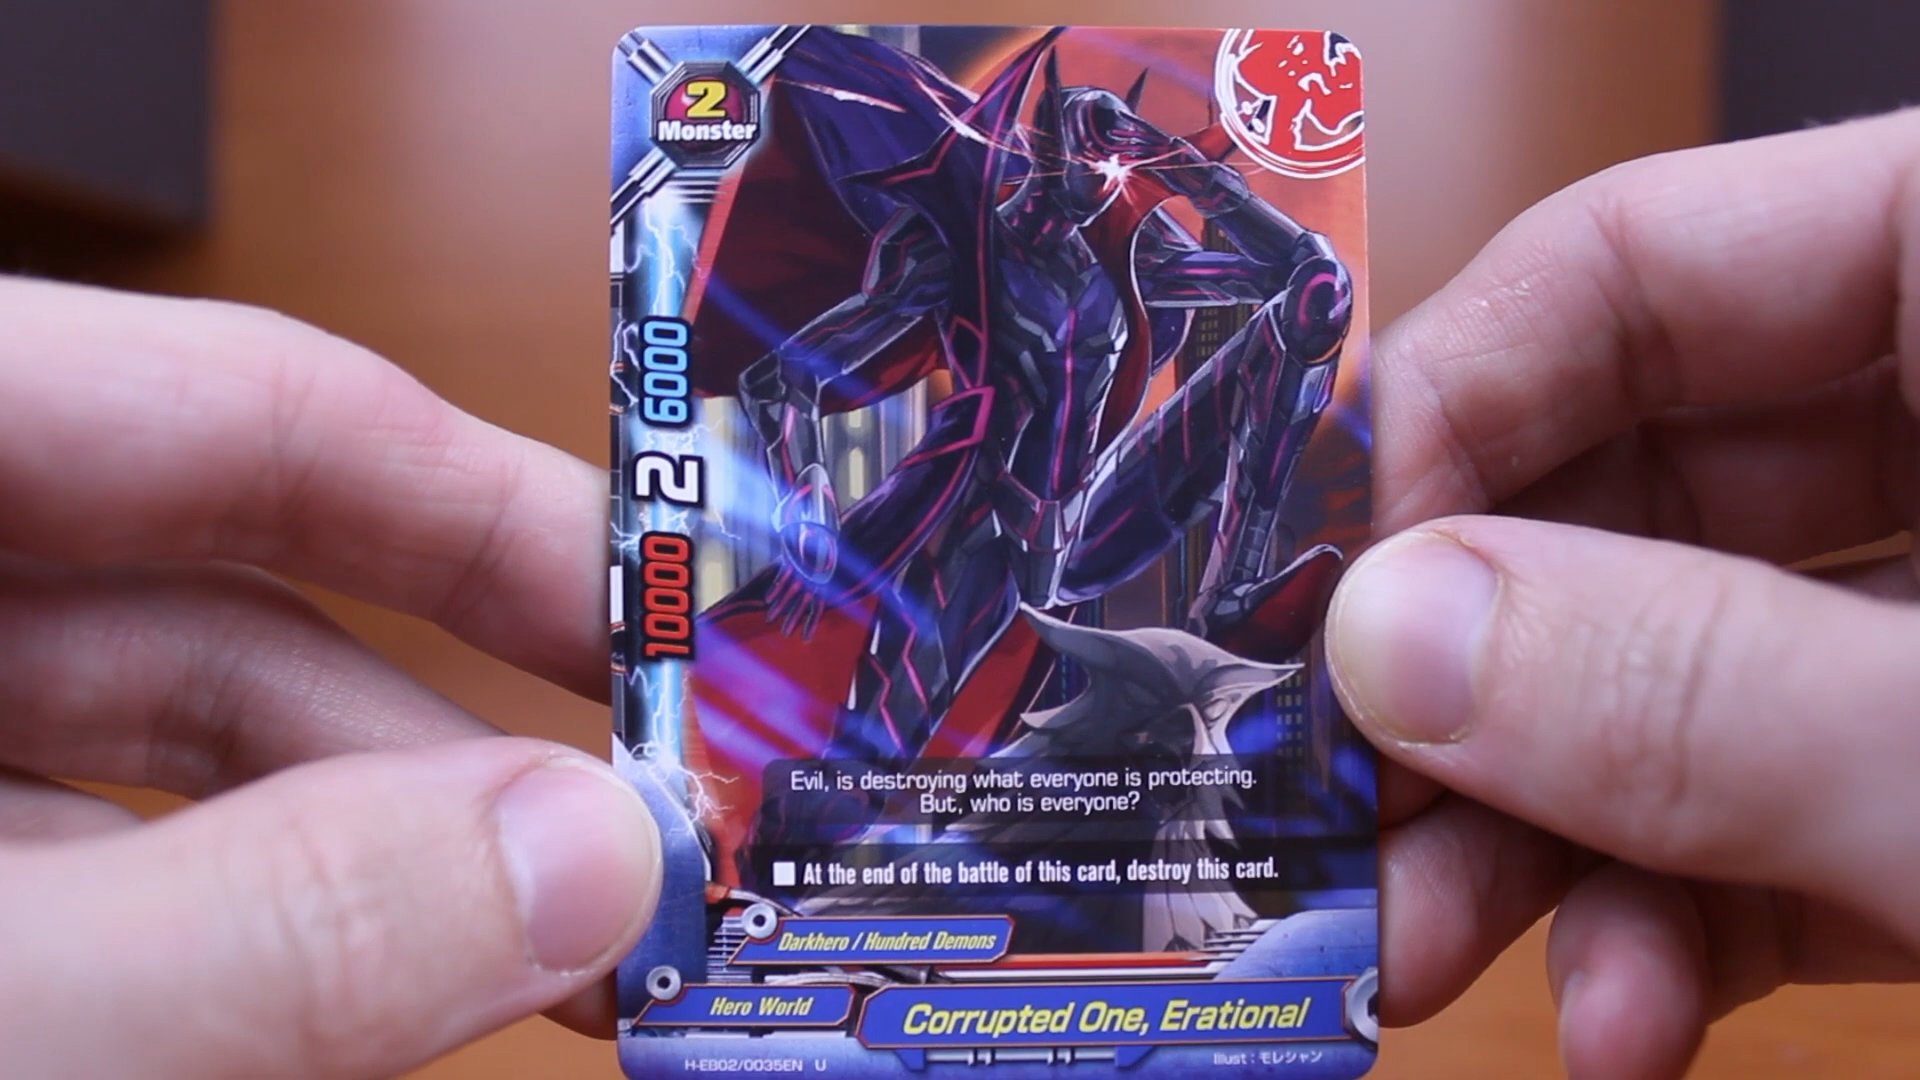 2
Monster
6000
2
10000
Evil, is destroying what everyone is protecting.
But, who is everyone?
■ At the end of the battle of this card, destroy this card.
Darkhero / Hundred Demons
Hero World
Corrupted One, Erational
H-EB02/0035EN U
Illust : モレシャン